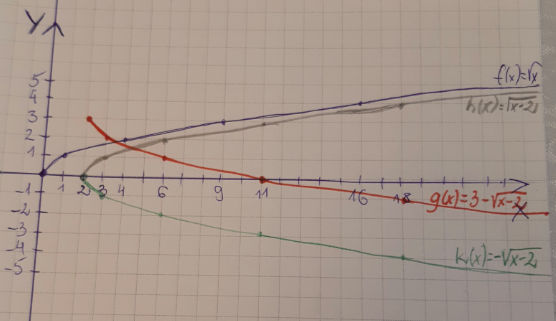 y
f(x)=√x
5
h(x)=√x-2
4
3
2
1
1 2 3 4 6 9 11 16 18
g(x)=3-√x-2
x
-1
-2
-3
-4
k(x)=-√x-2
-5